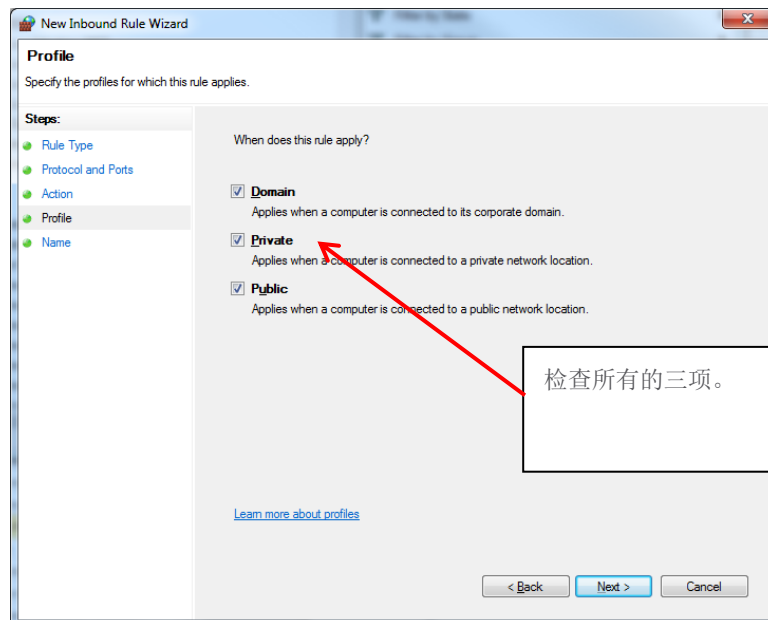 New Inbound Rule Wizard
Profile
Specify the profiles for which this rule applies.
Steps:
Rule Type
Protocol and Ports
Action
Profile
Name
When does this rule apply?
Domain
Applies when a computer is connected to its corporate domain.
Private
Applies when a computer is connected to a private network location.
Public
Applies when a computer is connected to a public network location.
检查所有的三项。
Learn more about profiles
< Back
Next >
Cancel